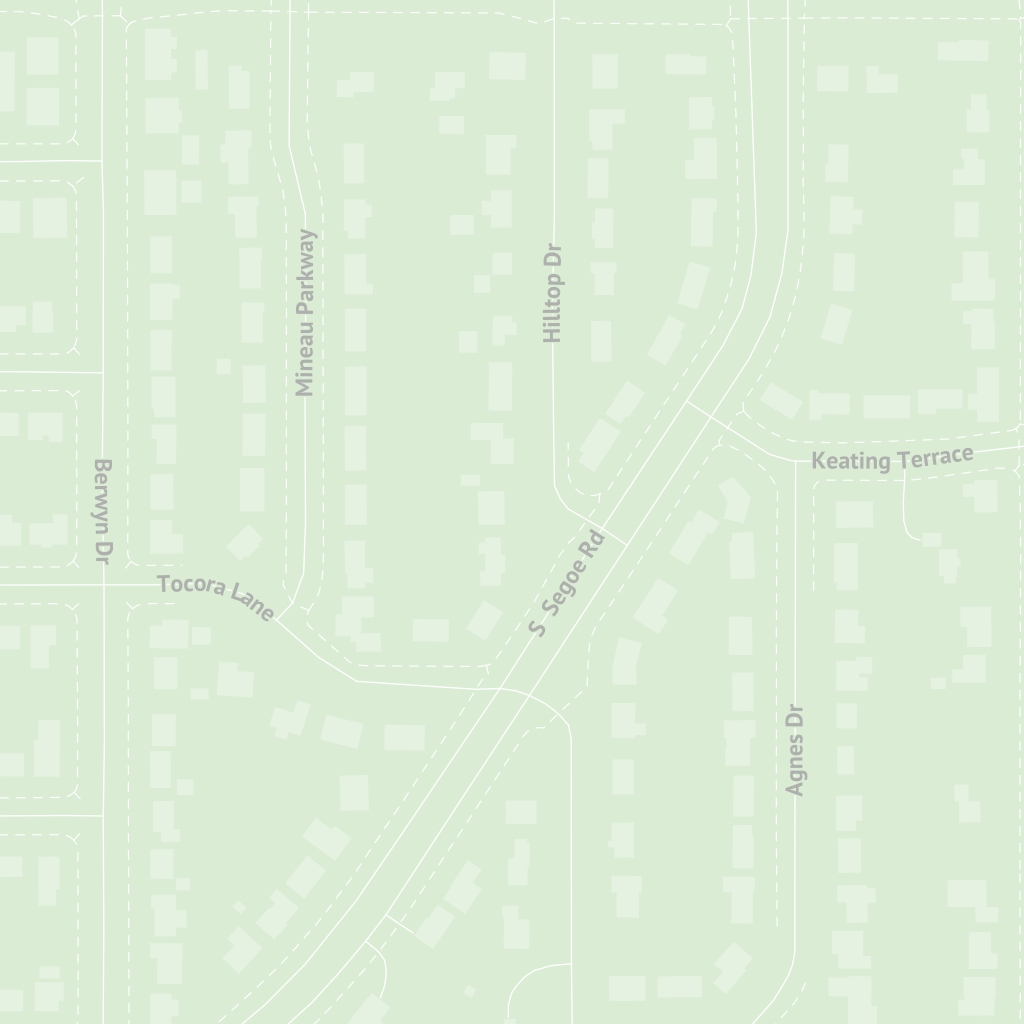 Mineau Parkway
Hilltop Dr
Keating Terrace
Berwyn Dr
Tocora Lane
S Segoe Rd
Agnes Dr